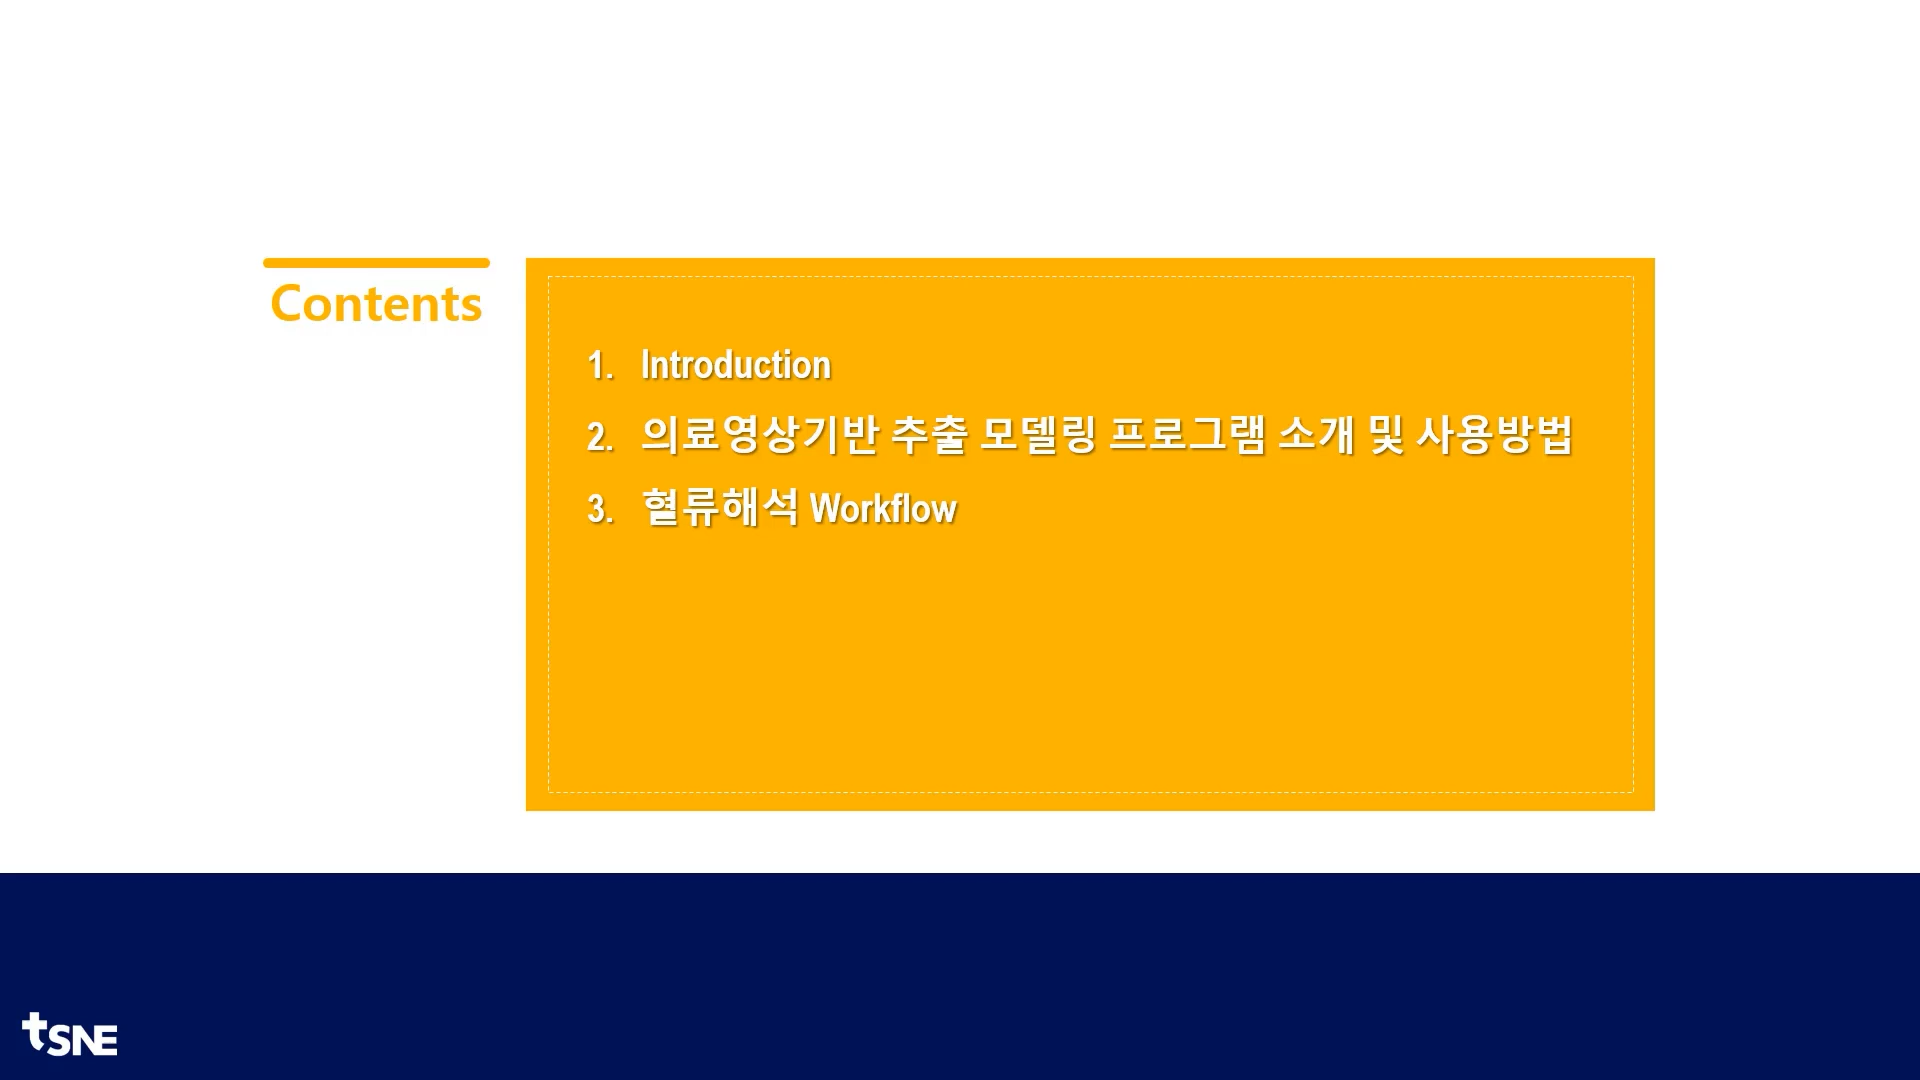 Contents
1. Introduction
2. 의료영상기반 추출 모델링 프로그램 소개 및 사용방법
3. 혈류해석 Workflow
tSNE